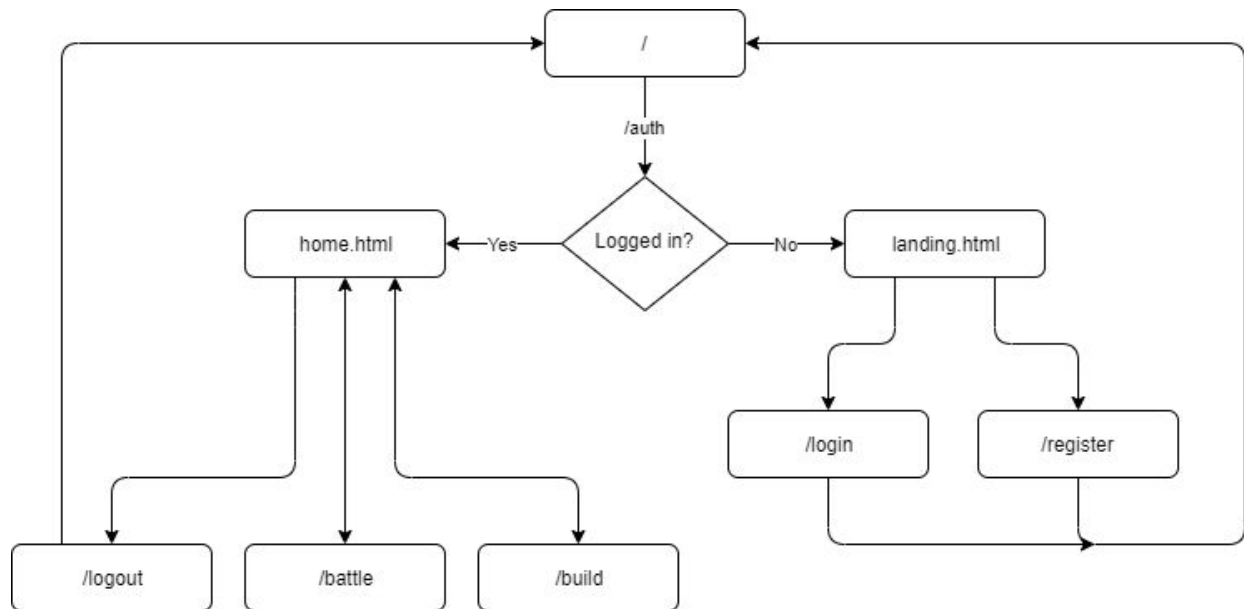 /
/auth
Logged in?
Yes
No
home.html
landing.html
/login
/register
/logout
/battle
/build